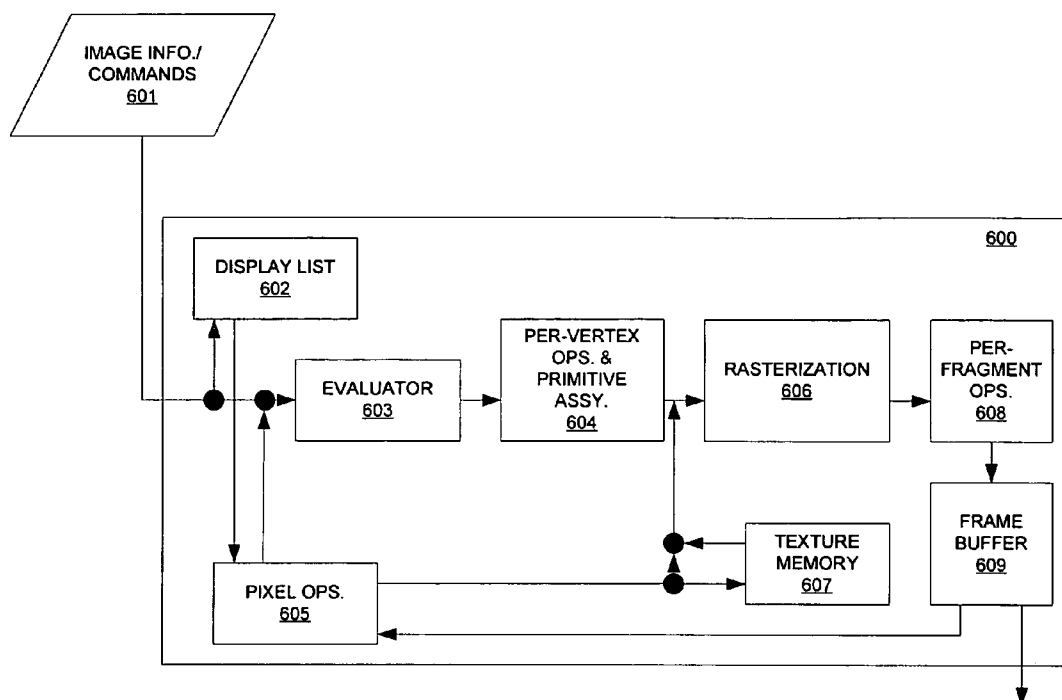 IMAGE INFO./
COMMANDS
601
600
DISPLAY LIST
602
EVALUATOR
603
PER-VERTEX
OPS. &
PRIMITIVE
ASSY.
604
RASTERIZATION
606
PER-
FRAGMENT
OPS.
608
PIXEL OPS.
605
TEXTURE
MEMORY
607
FRAME
BUFFER
609